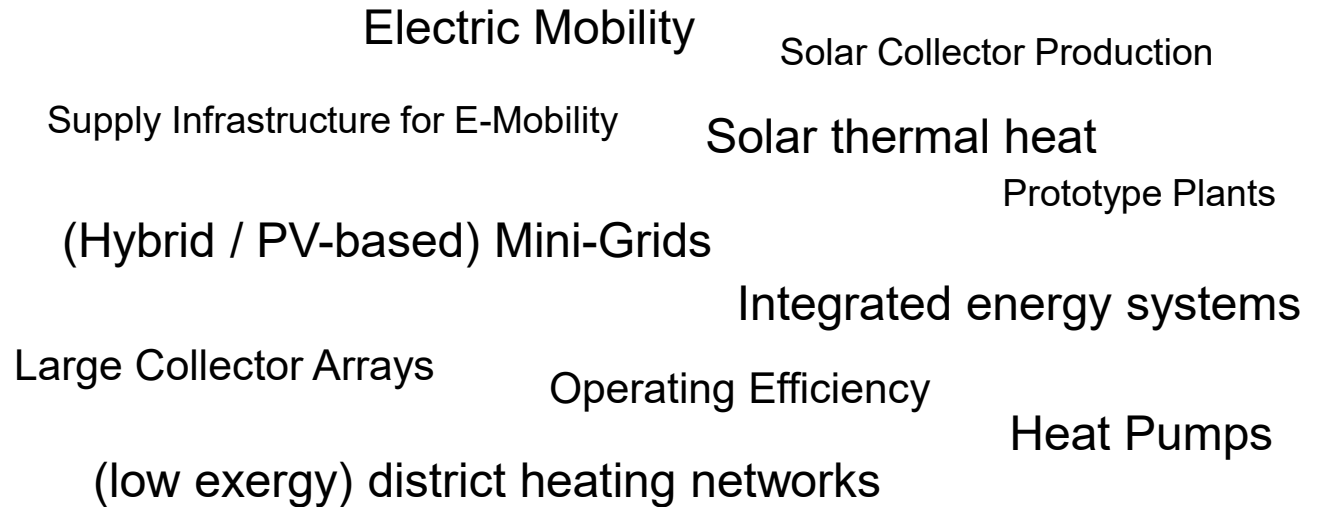 Electric Mobility
Solar Collector Production
Supply Infrastructure for E-Mobility
Solar thermal heat
Prototype Plants
(Hybrid / PV-based) Mini-Grids
Integrated energy systems
Large Collector Arrays
Operating Efficiency
Heat Pumps
(low exergy) district heating networks